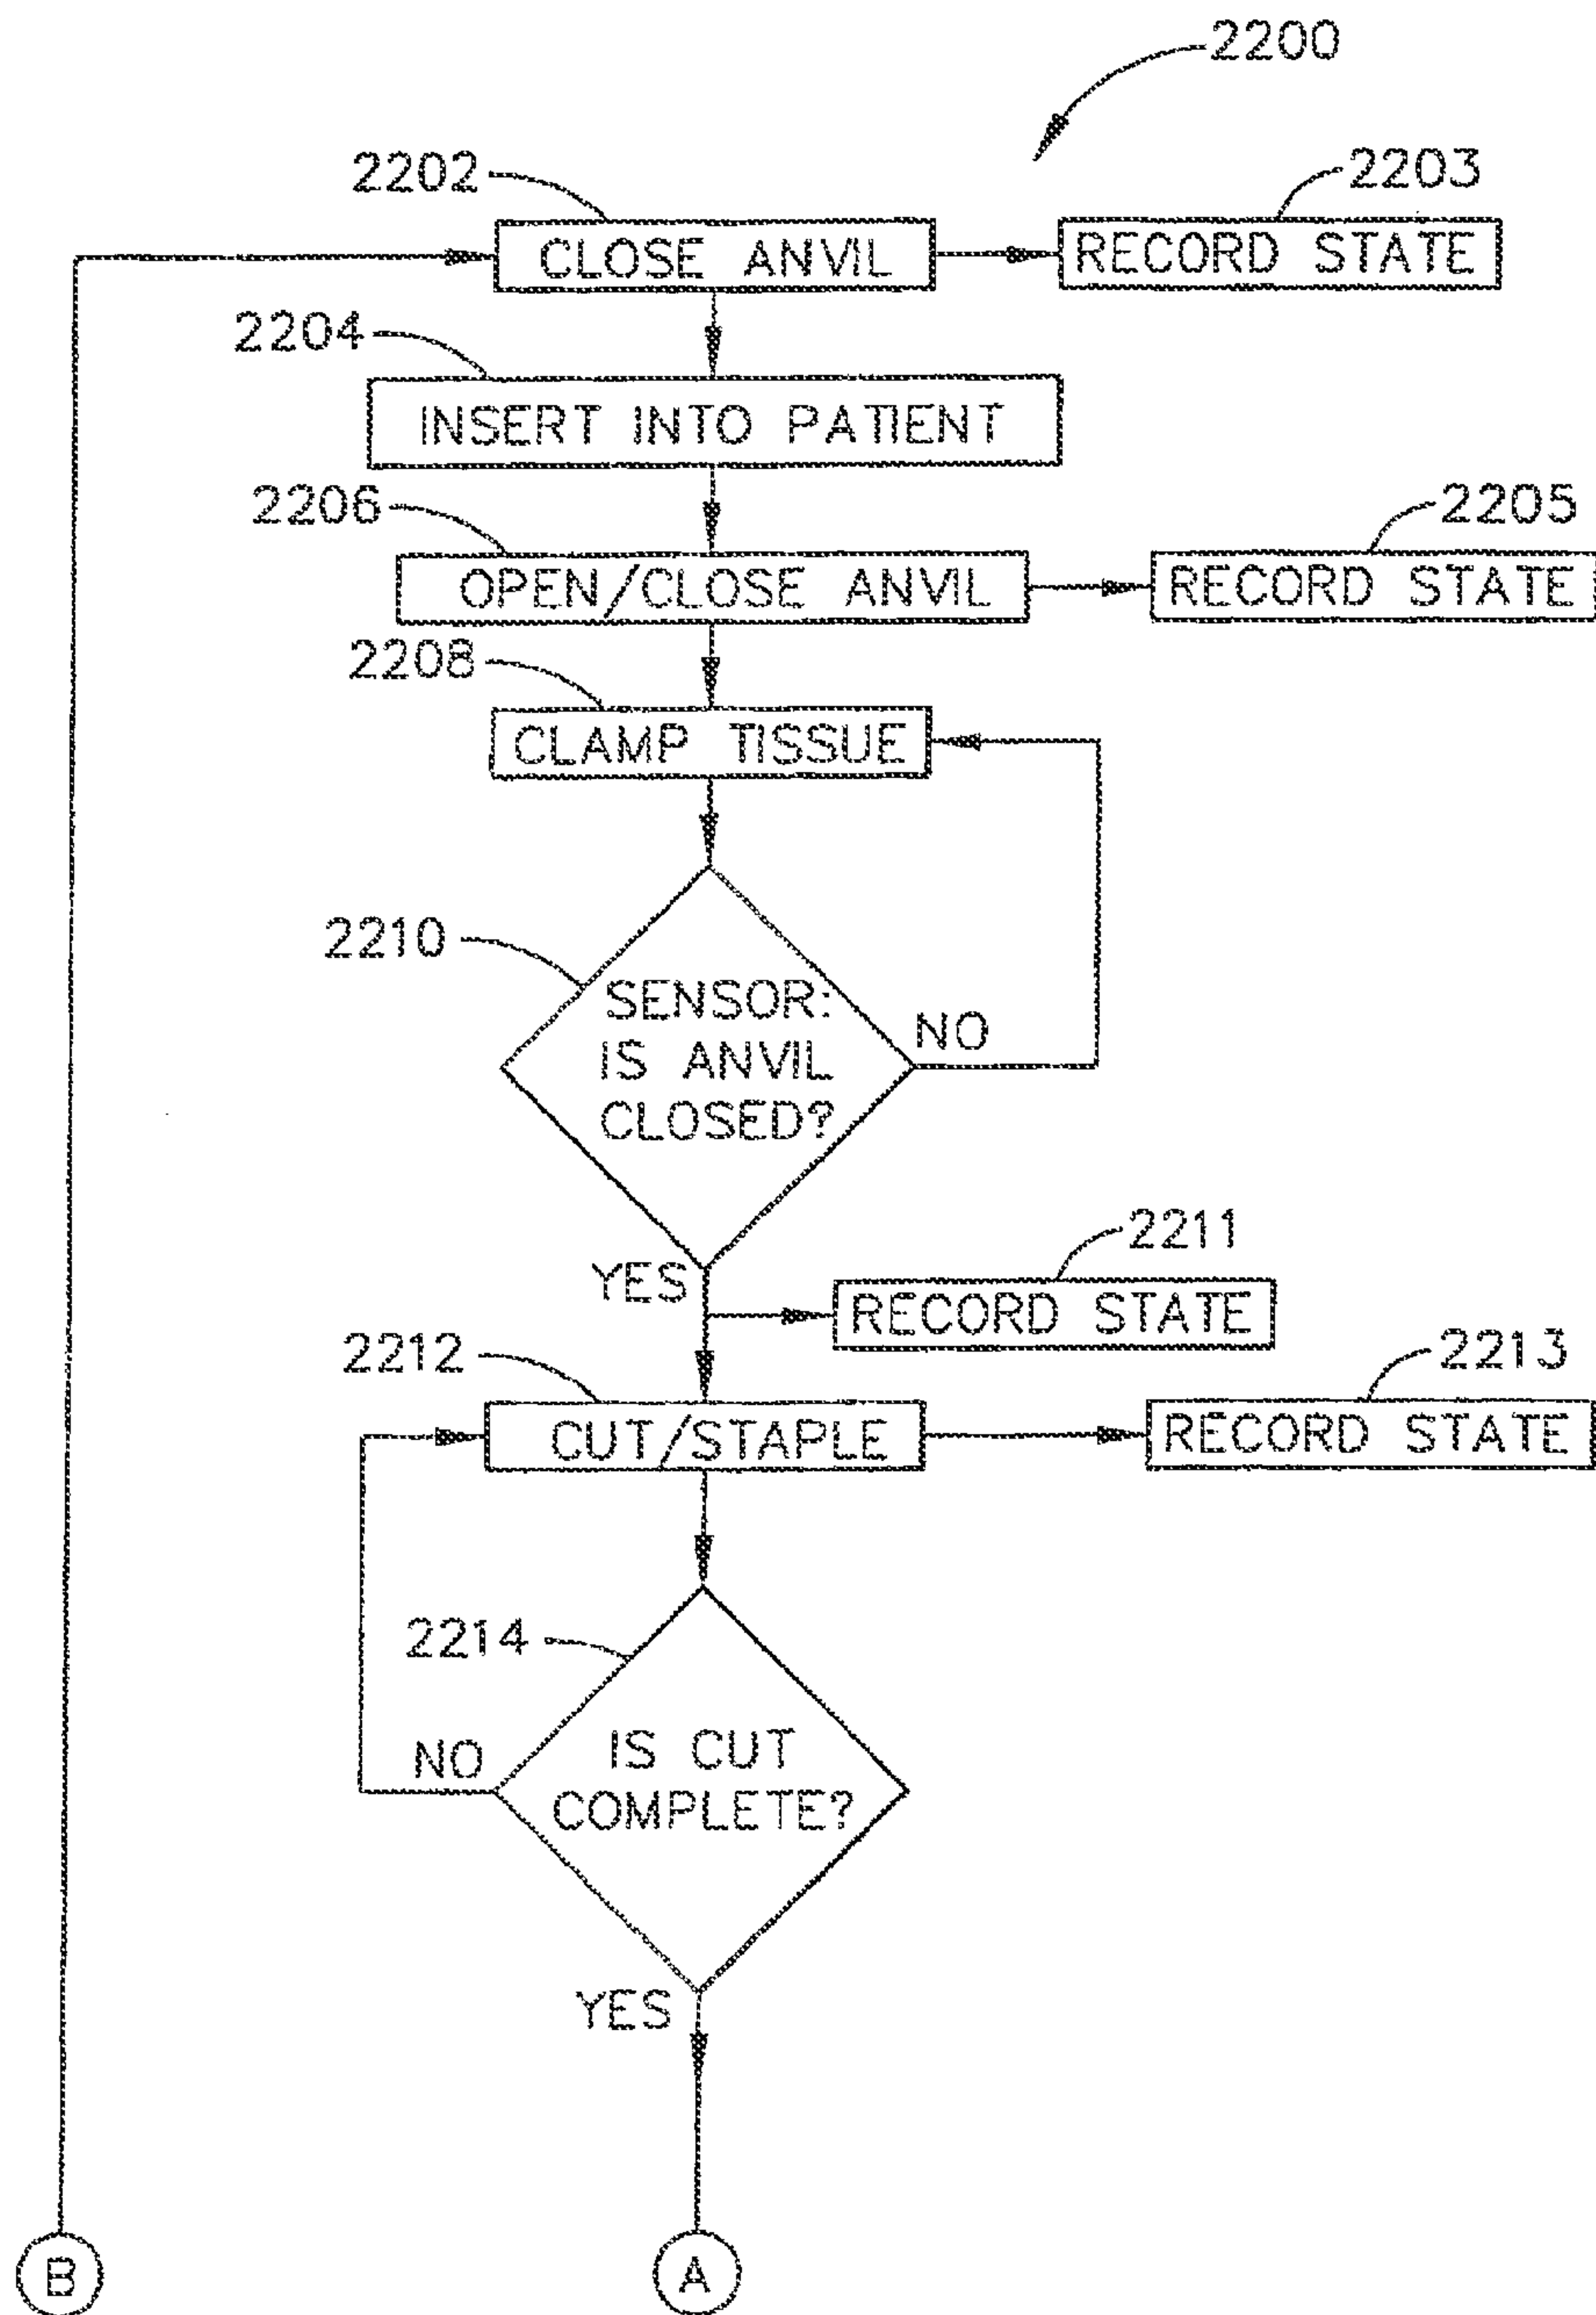 2200
2202
2203
CLOSE ANVIL
RECORD STATE
2204
INSERT INTO PATIENT
2206
2205
OPEN/CLOSE ANVIL
RECORD STATE
2208
CLAMP TISSUE
2210
SENSOR:
IS ANVIL
CLOSED?
NO
YES
2211
RECORD STATE
2212
2213
CUT/STAPLE
RECORD STATE
2214
IS CUT
COMPLETE?
NO
YES
B
A